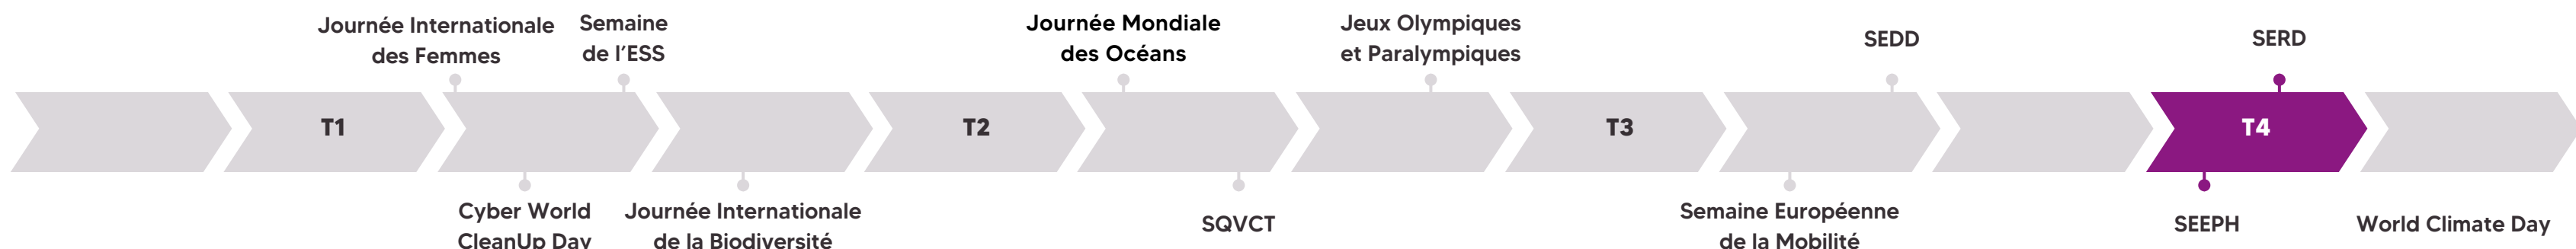 Journée Internationale
des Femmes
Semaine
de l’ESS
Journée Mondiale
des Océans
Jeux Olympiques
et Paralympiques
SEDD
SERD
T1
T2
T3
T4
Cyber World
CleanUp Day
Journée Internationale
de la Biodiversité
SQVCT
Semaine Européenne
de la Mobilité
SEEPH
World Climate Day